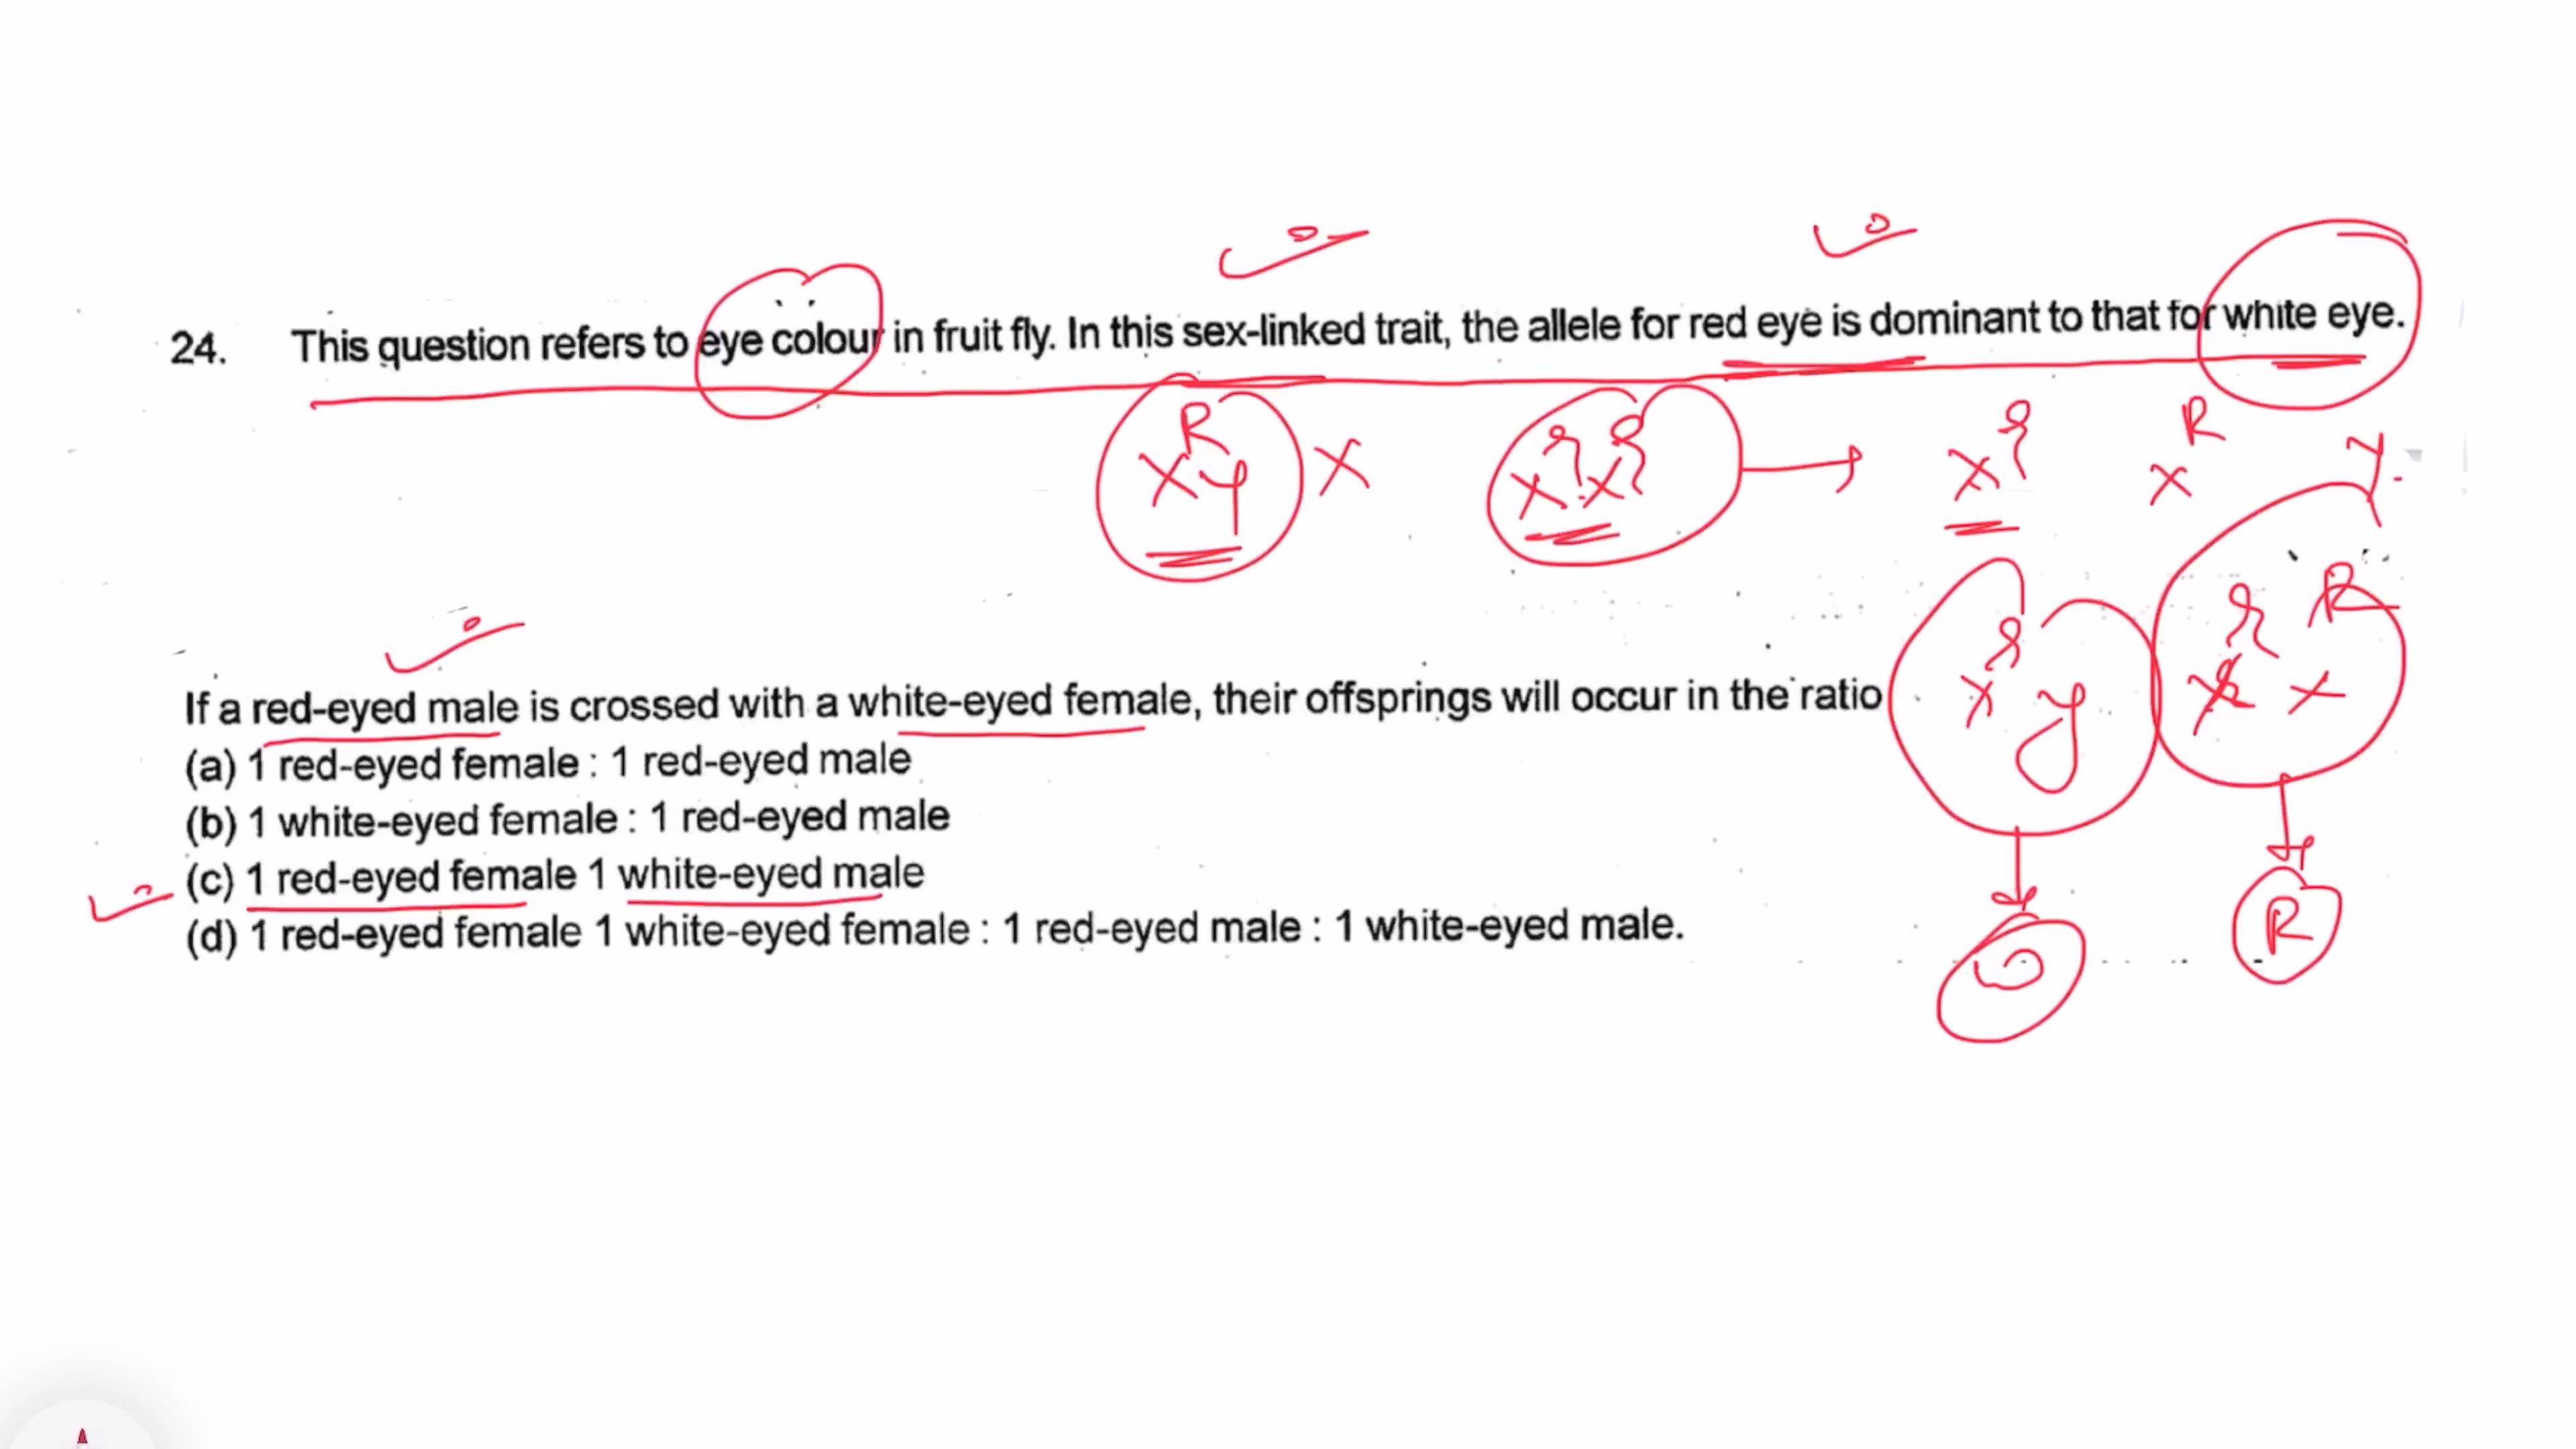 24. This question refers to eye colour in fruit fly. In this sex-linked trait, the allele for red eye is dominant to that for white eye.
R R
X Y X X X X X Y
R
If a red-eyed male is crossed with a white-eyed female, their offsprings will occur in the ratio
X y X X
(a) 1 red-eyed female : 1 red-eyed male
(b) 1 white-eyed female : 1 red-eyed male
(c) 1 red-eyed female 1 white-eyed male
(d) 1 red-eyed female 1 white-eyed female : 1 red-eyed male : 1 white-eyed male.
R